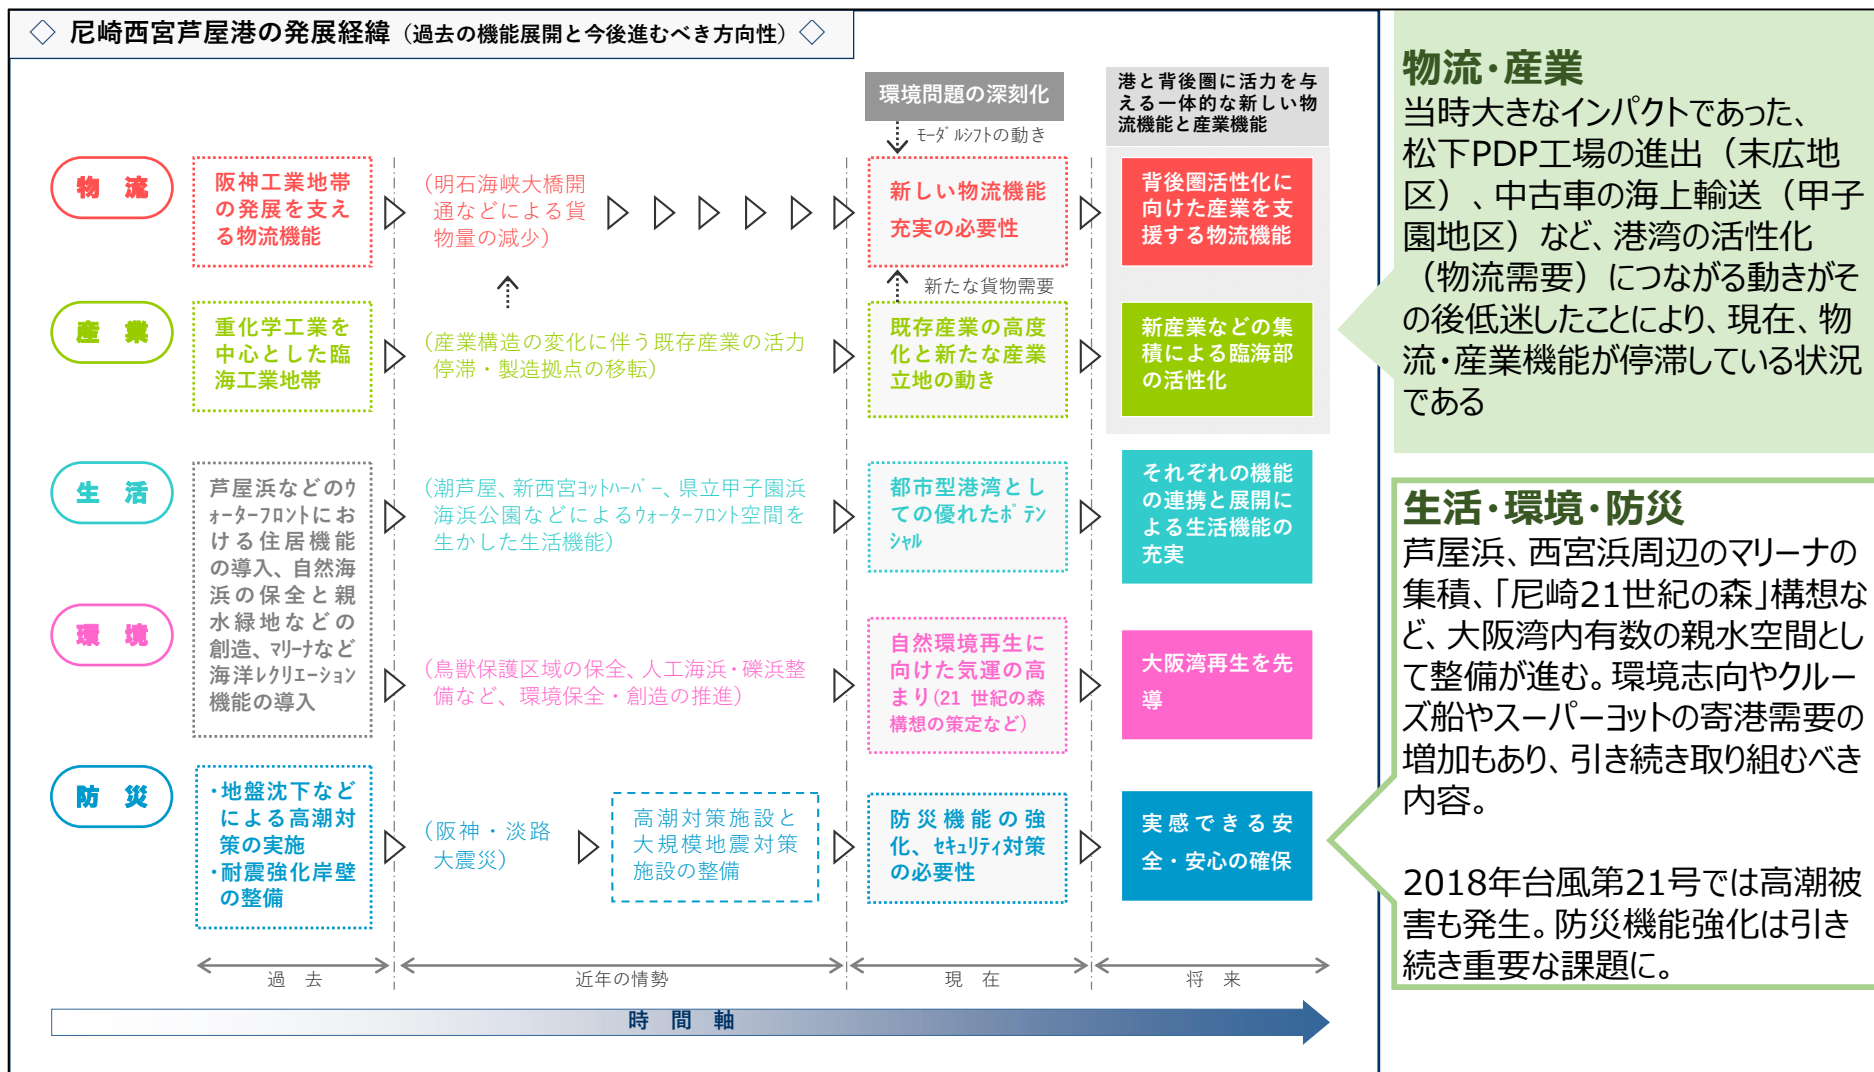 ◇ 尼崎西宮芦屋港の発展経緯（過去の機能展開と今後進むべき方向性）◇
環境問題の深刻化
港と背後圏に活力を与
える一体的な新しい物
流機能と産業機能
ﾓｰﾀﾞﾙｼﾌﾄの動き
物 流
阪神工業地帯
の発展を支え
る物流機能
（明石海峡大橋開
通などによる貨
物量の減少）
新しい物流機能
充実の必要性
背後圏活性化に
向けた産業を支
援する物流機能
新たな貨物需要
産 業
重化学工業を
中心とした臨
海工業地帯
（産業構造の変化に伴う既存産業の活力
停滞・製造拠点の移転）
既存産業の高度
化と新たな産業
立地の動き
新産業などの集
積による臨海部
の活性化
生 活
芦屋浜などのｳ
ｫｰﾀｰﾌﾛﾝﾄにお
ける住居機能
の導入、自然海
浜の保全と親
水緑地などの
創造、ﾏﾘｰﾅなど
海洋ﾚｸﾘｴｰｼｮﾝ
機能の導入
（潮芦屋、新西宮ﾖｯﾄﾊｰﾊﾞｰ、県立甲子園浜
海浜公園などによるｳｫｰﾀｰﾌﾛﾝﾄ空間を
生かした生活機能）
都市型港湾とし
ての優れたﾎﾟﾃﾝ
ｼｬﾙ
それぞれの機能
の連携と展開に
よる生活機能の
充実
環 境
（鳥獣保護区域の保全、人工海浜・磯浜整
備など、環境保全・創造の推進）
自然環境再生に
向けた気運の高
まり(21 世紀の森
構想の策定など)
大阪湾再生を先
導
防 災
・地盤沈下など
による高潮対
策の実施
・耐震強化岸壁
の整備
（阪神・淡路
大震災）
高潮対策施設と
大規模地震対策
施設の整備
防災機能の強
化、ｾｷｭﾘﾃｨ対策
の必要性
実感できる安
全・安心の確保
過 去
近年の情勢
現 在
将 来
時 間 軸
物流・産業
当時大きなインパクトであった、
松下PDP工場の進出（末広地
区）、中古車の海上輸送（甲子
園地区）など、港湾の活性化
（物流需要）につながる動きがそ
の後低迷したことにより、現在、物
流・産業機能が停滞している状況
である
生活・環境・防災
芦屋浜、西宮浜周辺のマリーナの
集積、「尼崎21世紀の森」構想な
ど、大阪湾内有数の親水空間とし
て整備が進む。環境志向やクルー
ズ船やスーパーヨットの寄港需要の
増加もあり、引き続き取り組むべき
内容。
2018年台風第21号では高潮被
害も発生。防災機能強化は引き
続き重要な課題に。